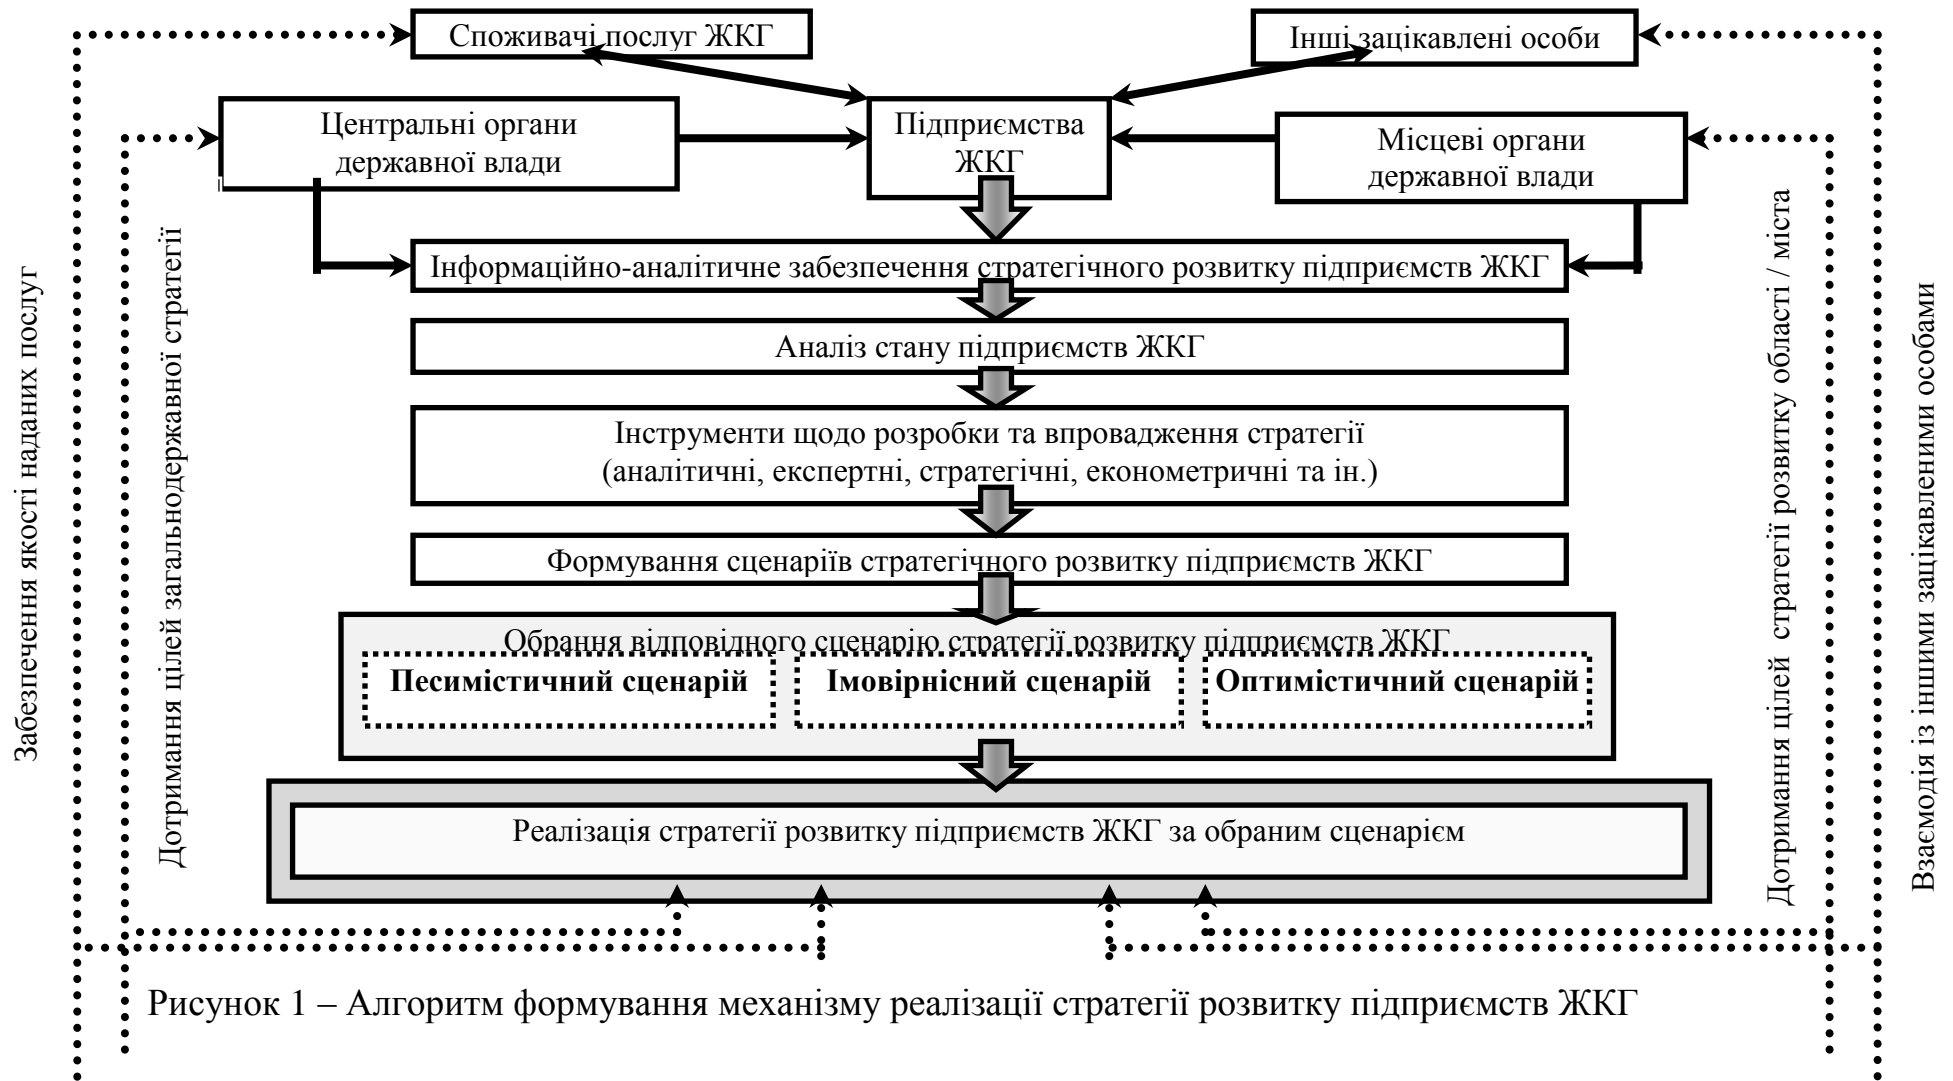 Споживачі послуг ЖКГ
Інші зацікавлені особи
Центральні органи
державної влади
Підприємства
ЖКГ
Місцеві органи
державної влади
Інформаційно-аналітичне забезпечення стратегічного розвитку підприємств ЖКГ
Аналіз стану підприємств ЖКГ
Інструменти щодо розробки та впровадження стратегії
(аналітичні, експертні, стратегічні, економетричні та ін.)
Формування сценаріїв стратегічного розвитку підприємств ЖКГ
Обрання відповідного сценарію стратегії розвитку підприємств ЖКГ
Песимістичний сценарій
Імовірнісний сценарій
Оптимістичний сценарій
Реалізація стратегії розвитку підприємств ЖКГ за обраним сценарієм
Забезпечення якості наданих послуг
Дотримання цілей загальнодержавної стратегії
Дотримання цілей стратегії розвитку області / міста
Взаємодія із іншими зацікавленими особами
Рисунок 1 – Алгоритм формування механізму реалізації стратегії розвитку підприємств ЖКГ